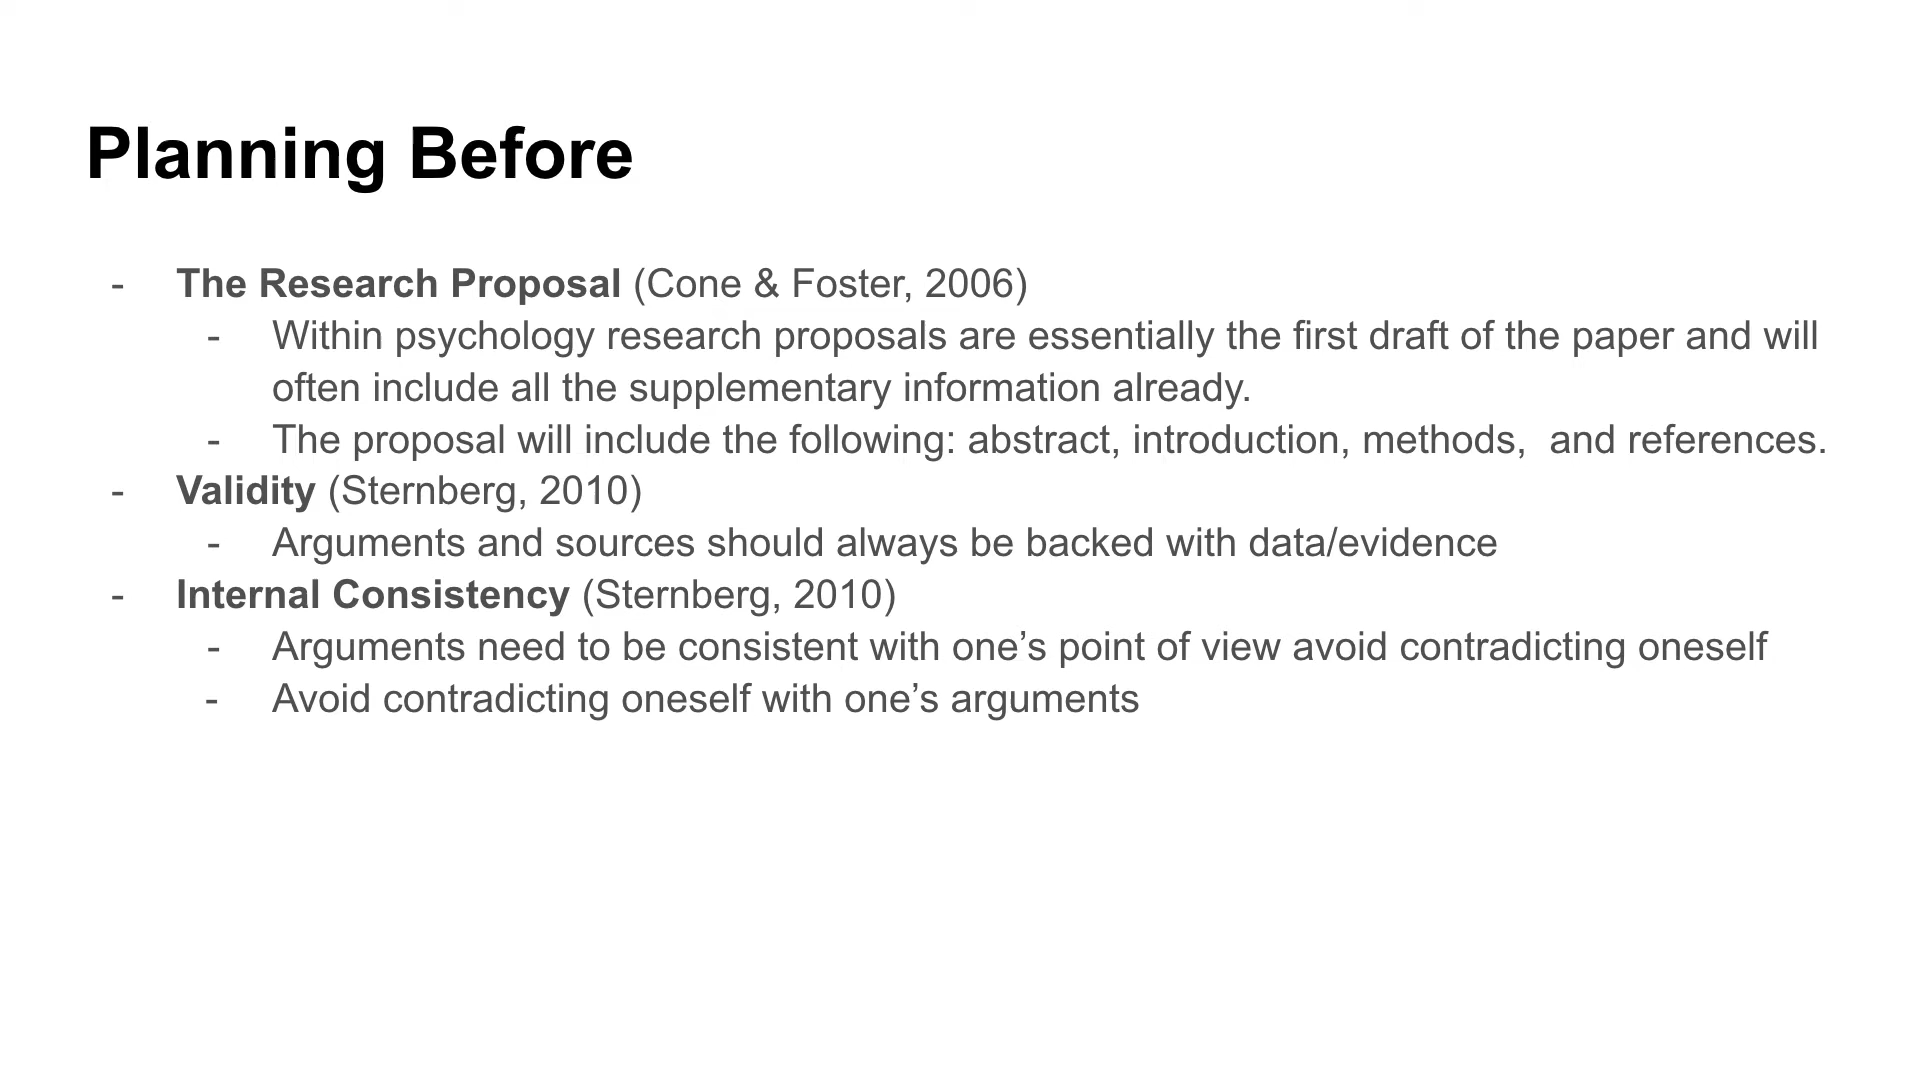 Planning Before
- The Research Proposal (Cone & Foster, 2006)
- Within psychology research proposals are essentially the first draft of the paper and will
often include all the supplementary information already.
- The proposal will include the following: abstract, introduction, methods,  and references.
- Validity (Sternberg, 2010)
- Arguments and sources should always be backed with data/evidence
- Internal Consistency (Sternberg, 2010)
- Arguments need to be consistent with one’s point of view avoid contradicting oneself
- Avoid contradicting oneself with one’s arguments